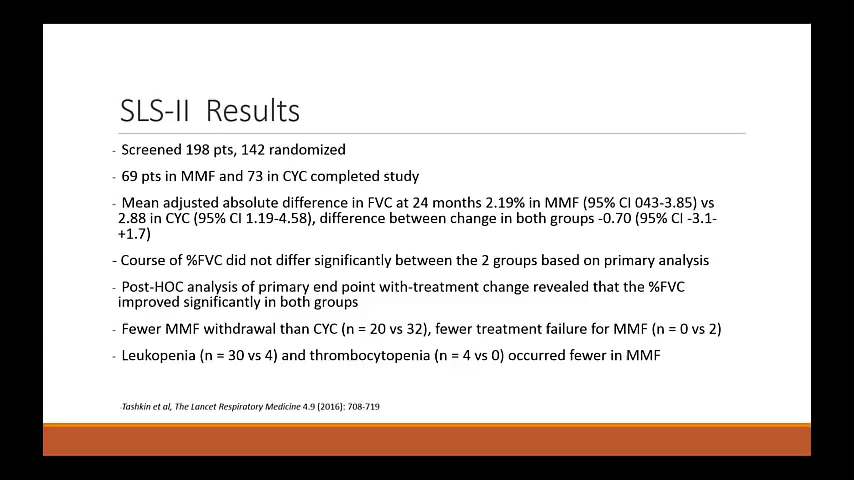 SLS-II Results
- Screened 198 pts, 142 randomized
- 69 pts in MMF and 73 in CYC completed study
- Mean adjusted absolute difference in FVC at 24 months 2.19% in MMF (95% CI 043-3.85) vs
2.88 in CYC (95% CI 1.19-4.58), difference between change in both groups -0.70 (95% CI -3.1-
+1.7)
- Course of %FVC did not differ significantly between the 2 groups based on primary analysis
- Post-HOC analysis of primary end point with-treatment change revealed that the %FVC
improved significantly in both groups
- Fewer MMF withdrawal than CYC (n = 20 vs 32), fewer treatment failure for MMF (n = 0 vs 2)
- Leukopenia (n = 30 vs 4) and thrombocytopenia (n = 4 vs 0) occurred fewer in MMF
-Tashkin et al, The Lancet Respiratory Medicine 4.9 (2016): 708-719